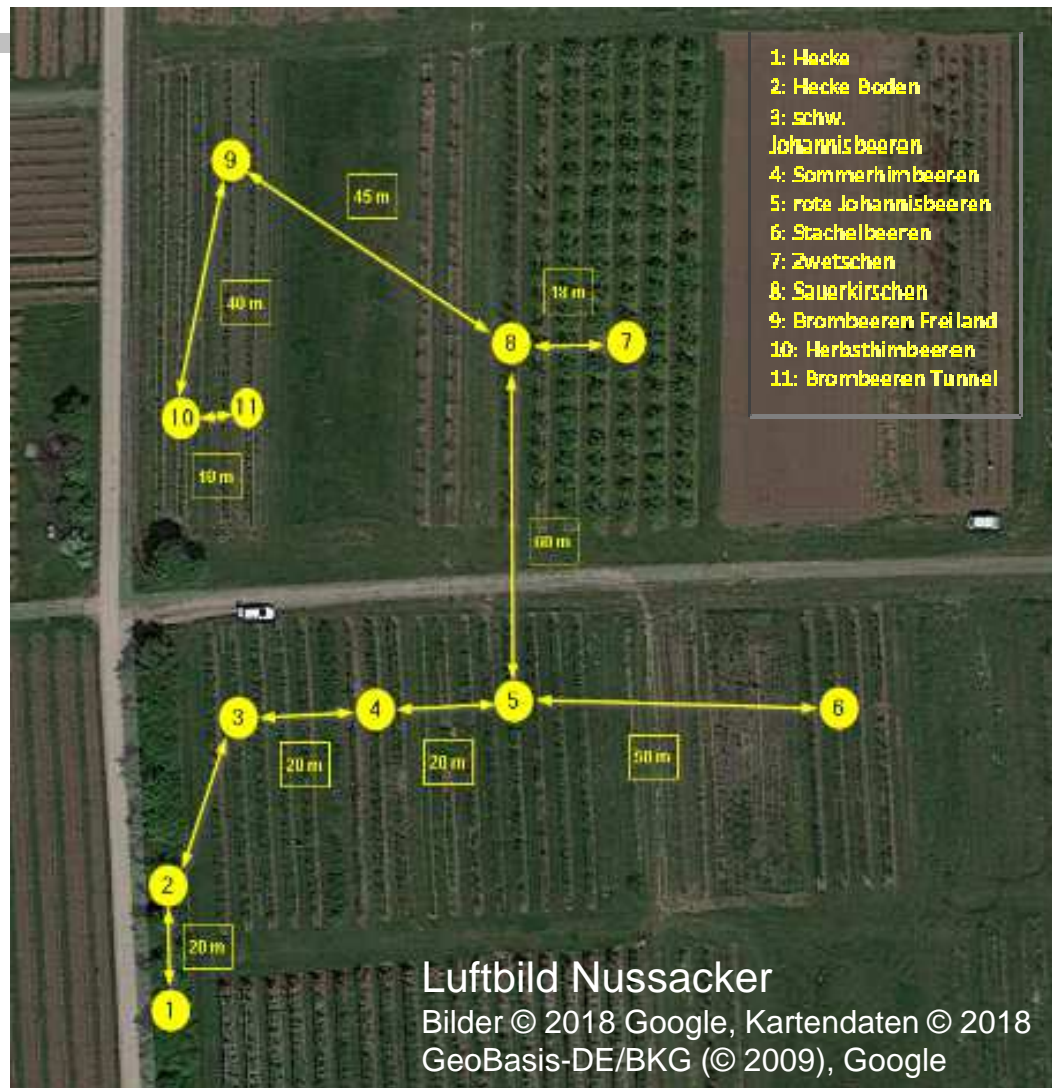 1: Hecke
2: Hecke Boden
3: schw.
Johannisbeeren
4: Sommerhimbeeren
5: rote Johannisbeeren
6: Stachelbeeren
7: Zwetschen
8: Sauerkirschen
9: Brombeeren Freiland
10: Herbsthimbeeren
11: Brombeeren Tunnel
9
45 m
18 m
40 m
8
7
10
11
10 m
60 m
3
4
5
6
20 m
20 m
50 m
2
20 m
1
Luftbild Nussacker
Bilder © 2018 Google, Kartendaten © 2018
GeoBasis-DE/BKG (© 2009), Google